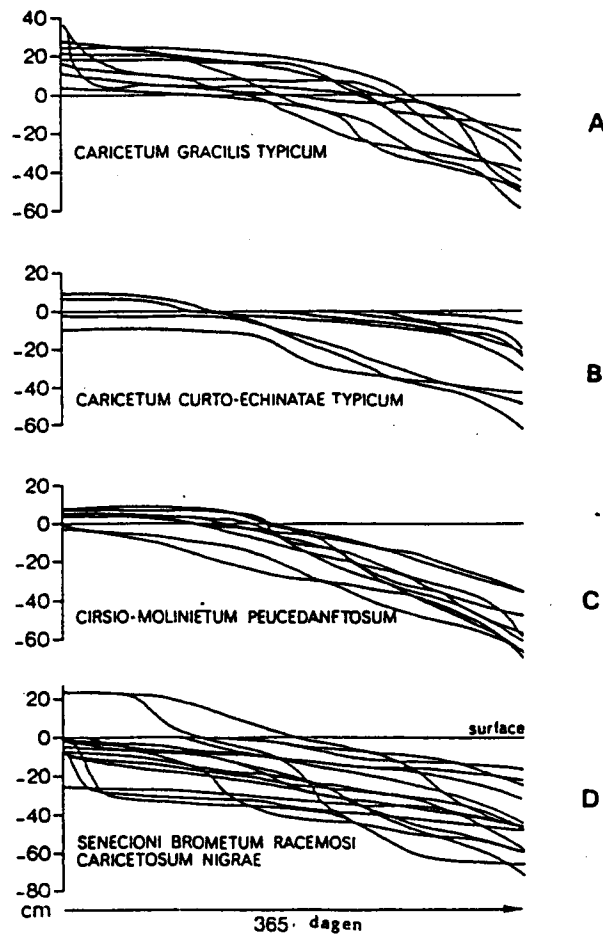 40
20
0
-20
-40
-60
CARICETUM GRACILIS TYPICUM
A
20
0
-20
-40
-60
CARICETUM CURTO-ECHINATAE TYPICUM
B
20
0
-20
-40
-60
CIRSIO-MOLINIETUM PEUCEDANFTOSUM
C
20
0
-20
-40
-60
-80
cm
surface
SENECIONI BROMETUM RACEMOSI
CARICETOSUM NIGRAE
D
365· dagen